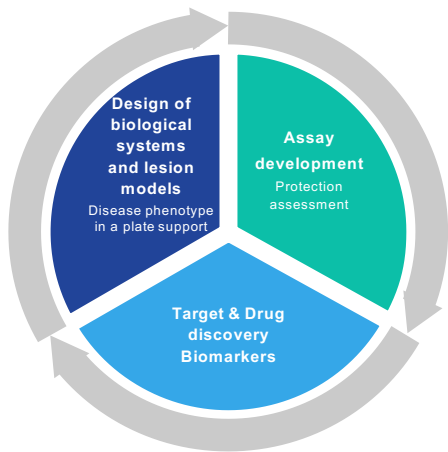 Design of
biological
systems
and lesion
models
Disease phenotype
in a plate support
Assay
development
Protection
assessment
Target & Drug
discovery
Biomarkers